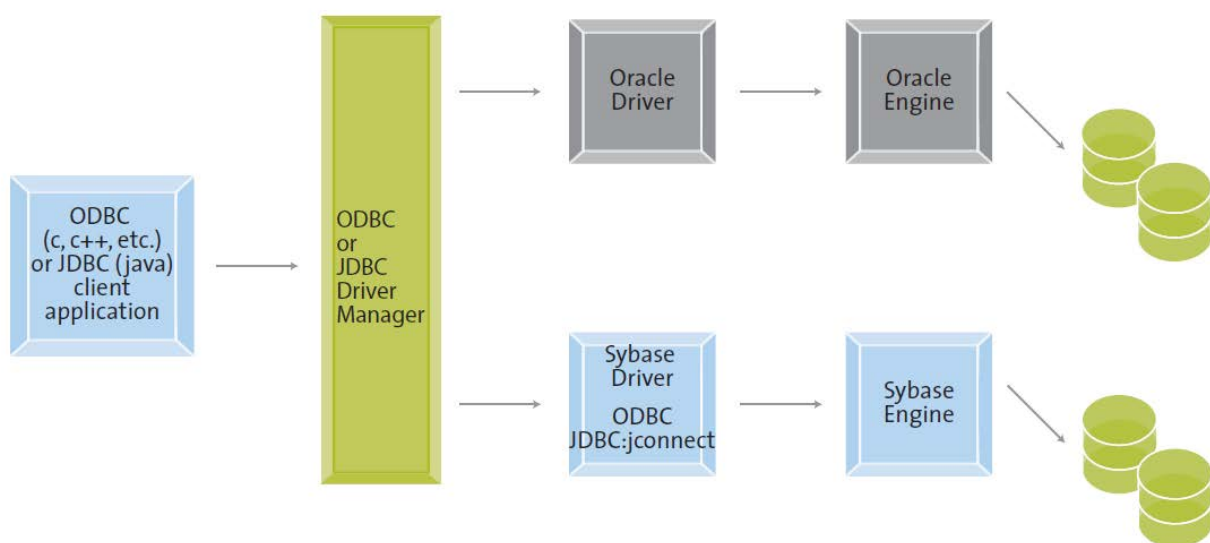 ODBC
(c, c++, etc.)
or JDBC (java)
client
application
ODBC
or
JDBC
Driver
Manager
Oracle
Driver
Oracle
Engine
Sybase
Driver
ODBC
JDBC:jconnect
Sybase
Engine